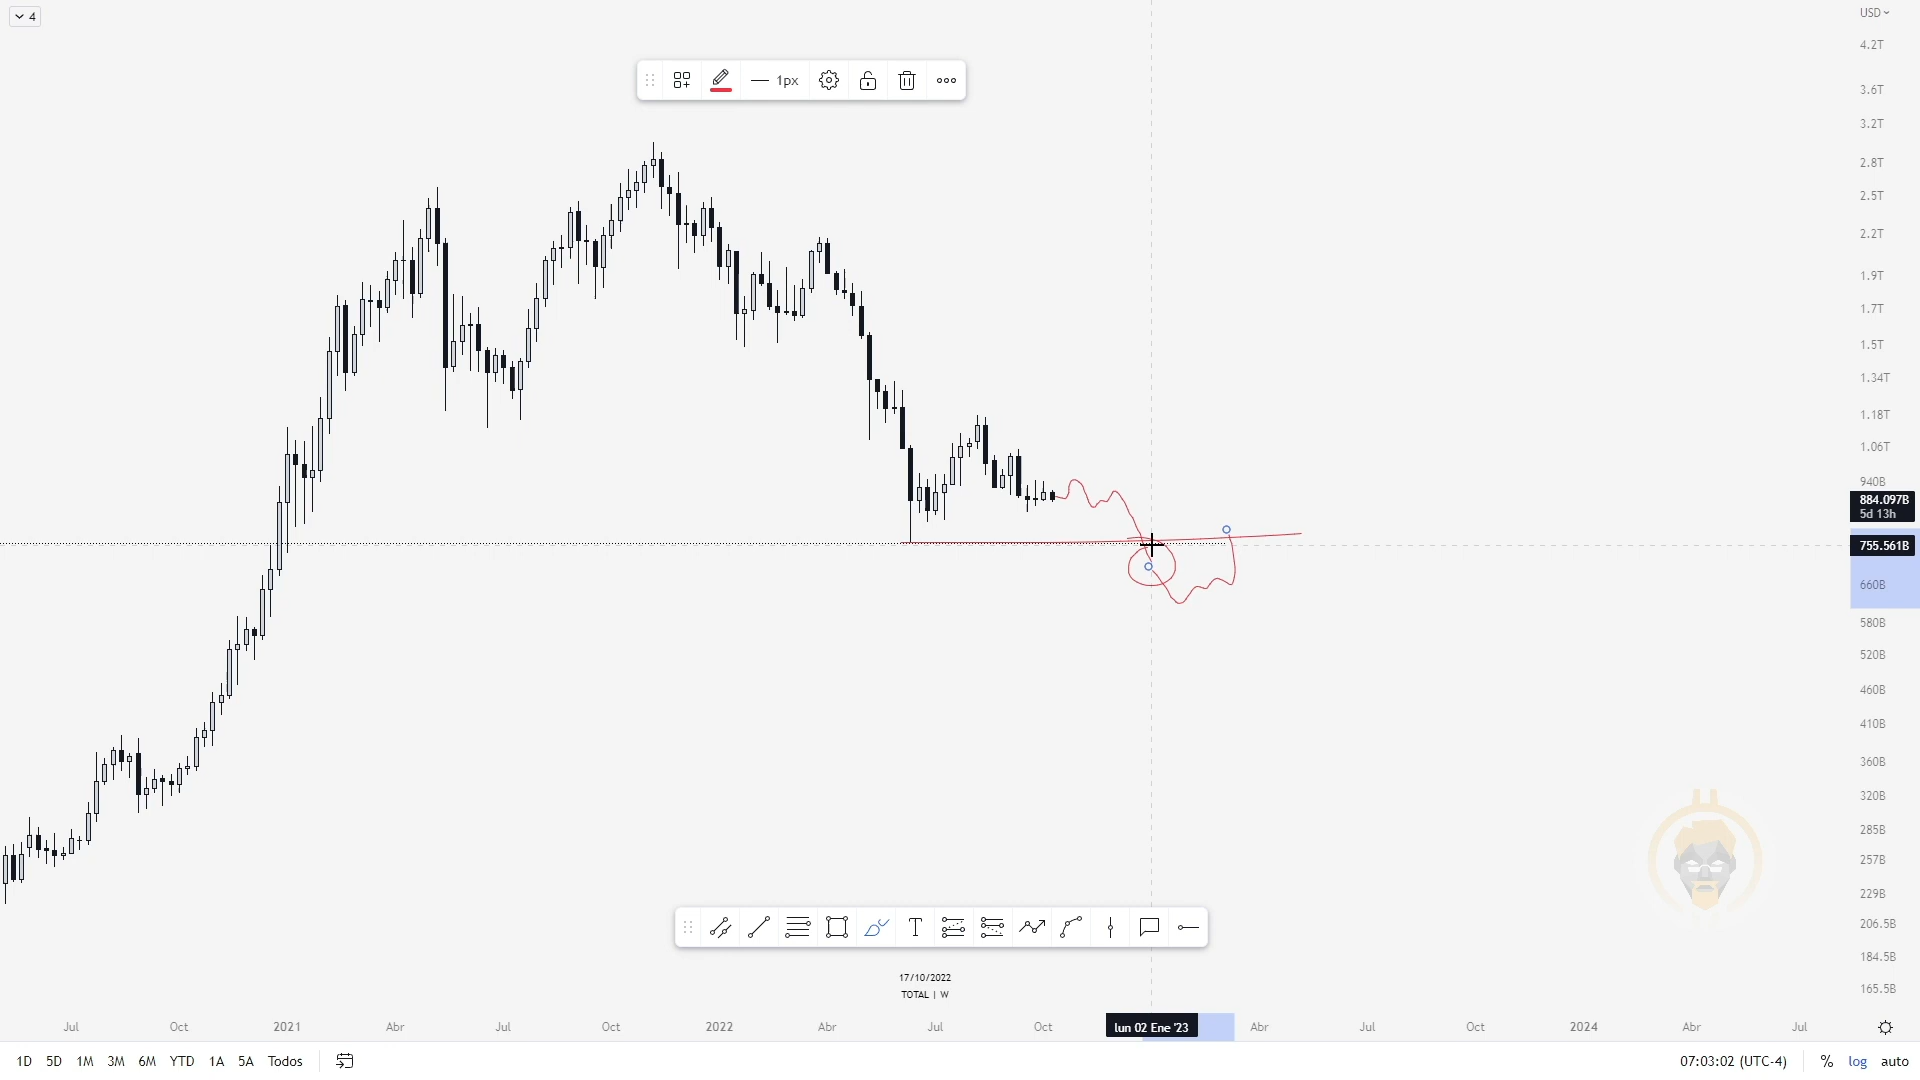 4
USD
1px
4.2T
3.6T
3.2T
2.8T
2.5T
2.2T
1.9T
1.7T
1.5T
1.34T
1.18T
1.06T
940B
884.097B
5d 13h
755.561B
660B
580B
520B
460B
410B
360B
320B
285B
257B
229B
206.5B
184.5B
165.5B
T
17/10/2022
TOTAL | W
Jul Oct 2021 Abr Jul Oct 2022 Abr Jul Oct lun 02 Ene '23 Abr Jul Oct 2024 Abr Jul
1D 5D 1M 3M 6M YTD 1A 5A Todos 07:03:02 (UTC-4) % log auto